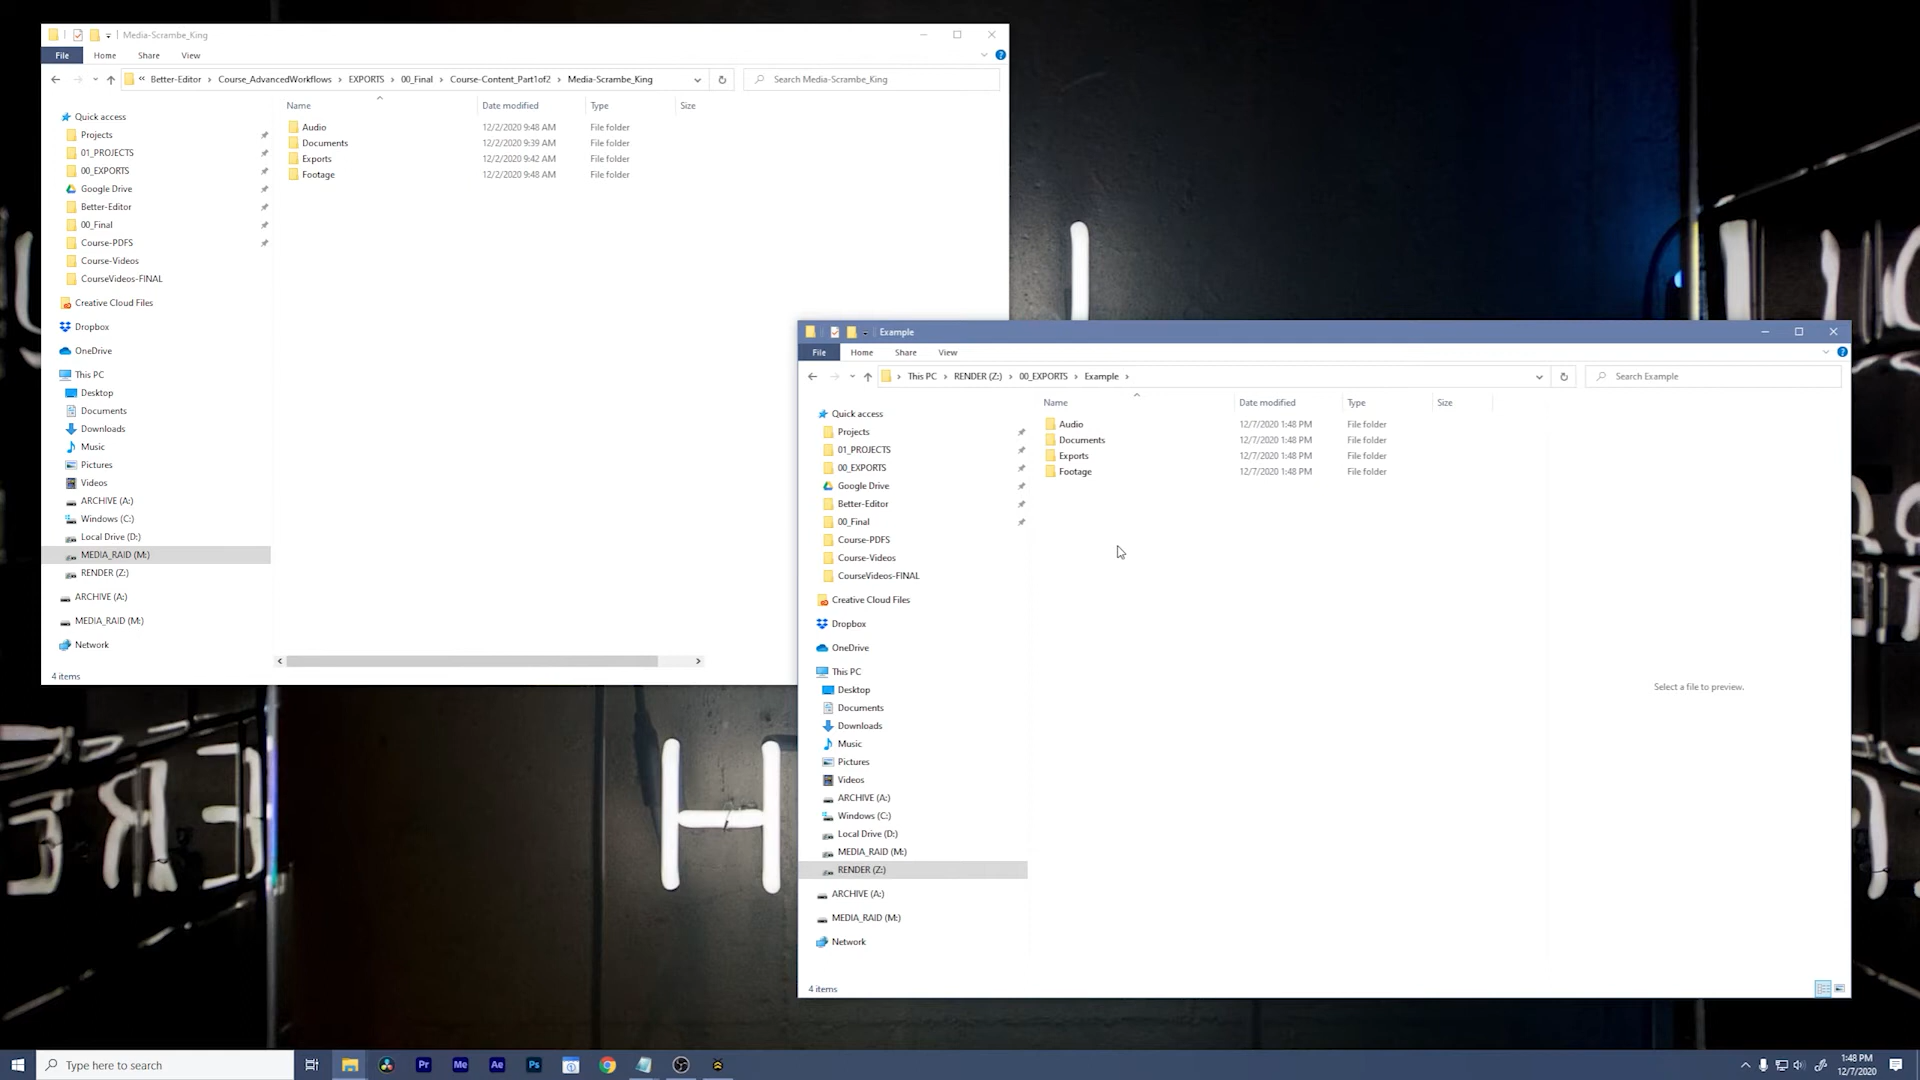 Media-Scrambe_King
File Home Share View
« Better-Editor › Course_AdvancedWorkflows › EXPORTS › 00_Final › Course-Content_Part1of2 › Media-Scrambe_King
Search Media-Scrambe_King
Name Date modified Type Size
Audio 12/2/2020 9:48 AM File folder
Documents 12/2/2020 9:39 AM File folder
Exports 12/2/2020 9:42 AM File folder
Footage 12/2/2020 9:48 AM File folder
Quick access
Projects
01_PROJECTS
00_EXPORTS
Google Drive
Better-Editor
00_Final
Course-PDFS
Course-Videos
CourseVideos-FINAL
Creative Cloud Files
Dropbox
OneDrive
This PC
Desktop
Documents
Downloads
Music
Pictures
Videos
ARCHIVE (A:)
Windows (C:)
Local Drive (D:)
MEDIA_RAID (M:)
RENDER (Z:)
ARCHIVE (A:)
MEDIA_RAID (M:)
Network
4 items
Example
File Home Share View
› This PC › RENDER (Z:) › 00_EXPORTS › Example ›
Search Example
Name Date modified Type Size
Audio 12/7/2020 1:48 PM File folder
Documents 12/7/2020 1:48 PM File folder
Exports 12/7/2020 1:48 PM File folder
Footage 12/7/2020 1:48 PM File folder
Quick access
Projects
01_PROJECTS
00_EXPORTS
Google Drive
Better-Editor
00_Final
Course-PDFS
Course-Videos
CourseVideos-FINAL
Creative Cloud Files
Dropbox
OneDrive
This PC
Desktop
Documents
Downloads
Music
Pictures
Videos
ARCHIVE (A:)
Windows (C:)
Local Drive (D:)
MEDIA_RAID (M:)
RENDER (Z:)
ARCHIVE (A:)
MEDIA_RAID (M:)
Network
Select a file to preview.
4 items
H
Type here to search
Pr
Me
Ae
Ps
1:48 PM
12/7/2020